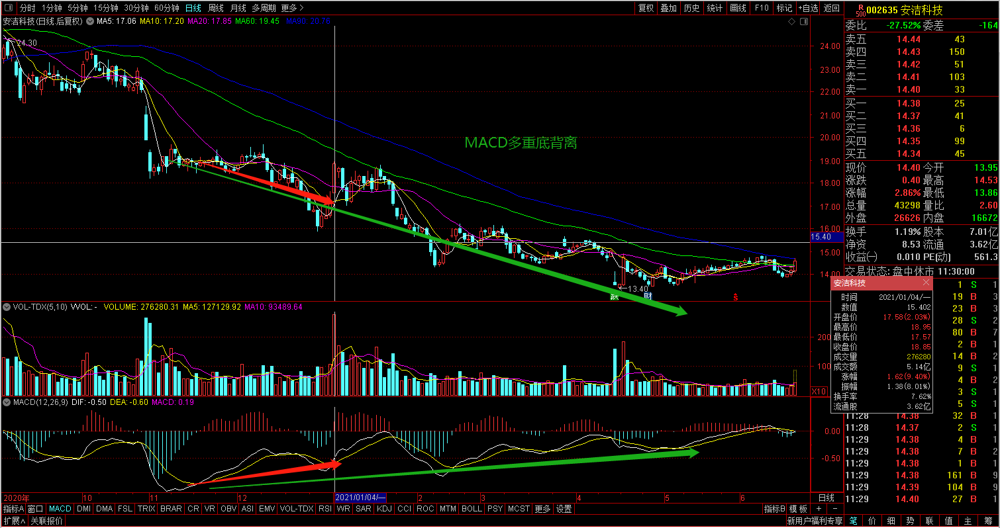 分时 1分钟 5分钟 15分钟 30分钟 60分钟 日线 周线 月线 多周期 更多>
复权 叠加 历史 统计 画线 F10 标记 +自选 返回
R 500 002635 安洁科技
安洁科技(日线.后复权) MA5: 17.06 MA10: 17.20 MA20: 17.85 MA60: 19.45 MA90: 20.76
委比 -27.52% 委差 -164
卖五 14.44 43
卖四 14.43 150
卖三 14.42 51
卖二 14.41 103
卖一 14.40 33
买一 14.38 25
买二 14.37 41
买三 14.36 6
买四 14.35 99
买五 14.34 45
现价 14.40 今开 13.95
涨跌 0.40 最高 14.53
涨幅 2.86% 最低 13.86
总量 43298 量比 2.60
外盘 26626 内盘 16672
换手 1.19% 股本 7.01亿
净资 8.53 流通 3.62亿
收益(一) 0.010 PE(动) 561.3
交易状态: 盘中休市 11:30:00
24.30
24.00
23.00
22.00
21.00
20.00
19.00
18.00
17.00
16.00
15.40
15.00
14.00
MACD多重底背离
←13.40
跌
财
ŝ
安洁科技
时间 2021/01/04/一
数值 15.402
开盘价 17.58(2.03%)
最高价 18.95
最低价 17.57
收盘价 18.85
成交量 276280
成交额 5.14亿
涨幅 1.62(9.40%)
振幅 1.38(8.01%)
换手率 7.62%
流通股 3.62亿
1 S 1
19 B 3
23 B 3
28 S 2
80 B 7
2 B 1
14 B 2
9 S 1
4 B 2
3 S 1
5 S 1
11:28 14.38 32 B 1
11:28 14.37 2 S 1
11:29 14.38 4 B 1
11:29 14.38 7 B 2
11:29 14.38 1 B 1
11:29 14.38 161 B 9
11:29 14.39 104 B 9
11:29 14.40 27 B 1
VOL-TDX(5,10) VVOL: - VOLUME: 276280.31 MA5: 127129.92 MA10: 93489.64
200
100
X10
MACD(12,26,9) DIF: -0.50 DEA: -0.60 MACD: 0.19
0.00
-0.50
2020年 10 11 12 2021/01/04/一 2 3 4 5 6 日线
指标A 窗口 MACD DMI DMA FSL TRIX BRAR CR VR OBV ASI EMV VOL-TDX RSI WR SAR KDJ CCI ROC MTM BOLL PSY MCST 更多 设置 指标B 模板 + -
扩展∧ 关联报价 新用户福利专享 笔 价 细 势 联 值 主 筹